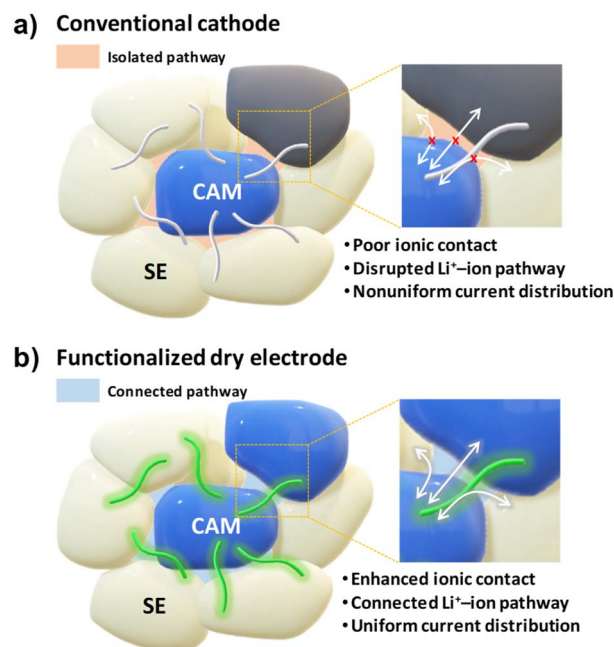 a) Conventional cathode
Isolated pathway
CAM
SE
• Poor ionic contact
• Disrupted Li⁺–ion pathway
• Nonuniform current distribution
b) Functionalized dry electrode
Connected pathway
CAM
SE
• Enhanced ionic contact
• Connected Li⁺–ion pathway
• Uniform current distribution